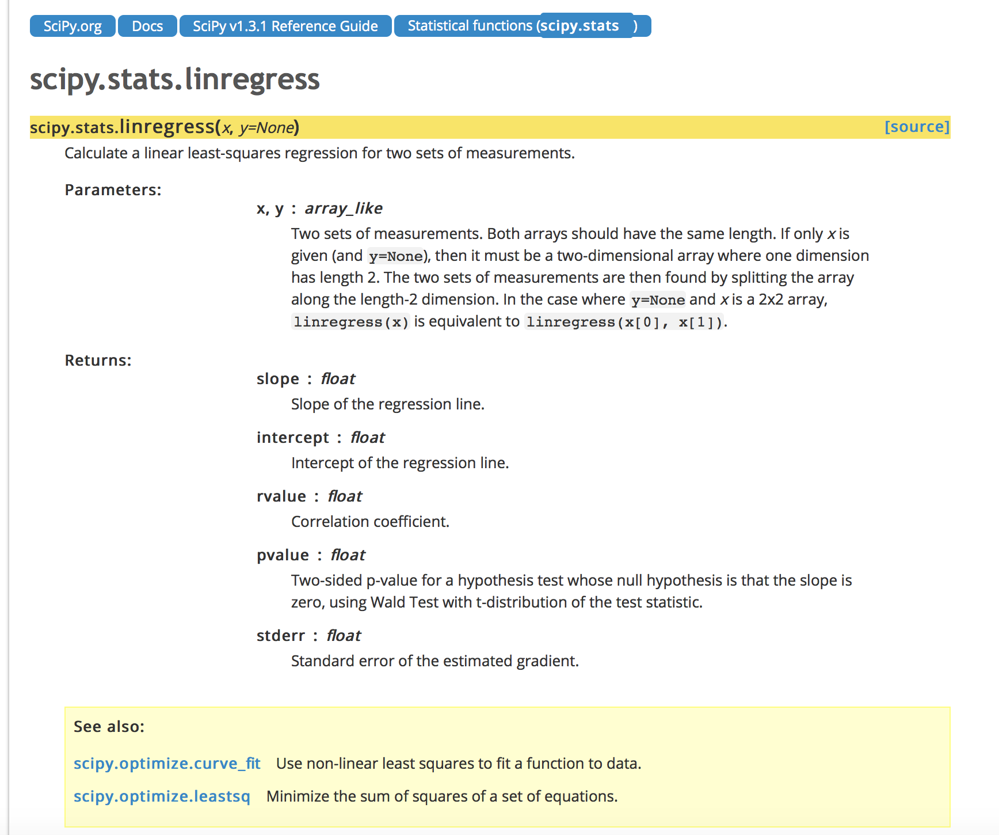 SciPy.org Docs SciPy v1.3.1 Reference Guide Statistical functions (scipy.stats )
scipy.stats.linregress
scipy.stats.linregress(x, y=None) [source]
Calculate a linear least-squares regression for two sets of measurements.
Parameters:
x, y : array_like
Two sets of measurements. Both arrays should have the same length. If only x is
given (and y=None), then it must be a two-dimensional array where one dimension
has length 2. The two sets of measurements are then found by splitting the array
along the length-2 dimension. In the case where y=None and x is a 2x2 array,
linregress(x) is equivalent to linregress(x[0], x[1]).
Returns:
slope : float
Slope of the regression line.
intercept : float
Intercept of the regression line.
rvalue : float
Correlation coefficient.
pvalue : float
Two-sided p-value for a hypothesis test whose null hypothesis is that the slope is
zero, using Wald Test with t-distribution of the test statistic.
stderr : float
Standard error of the estimated gradient.
See also:
scipy.optimize.curve_fit Use non-linear least squares to fit a function to data.
scipy.optimize.leastsq Minimize the sum of squares of a set of equations.